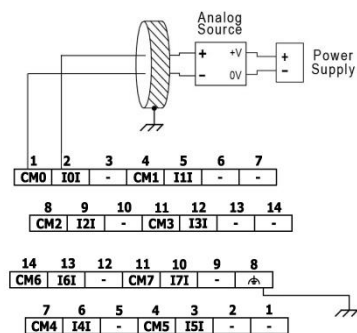 Analog
Source
+ +V + Power
- 0V - Supply
1 2 3 4 5 6 7
CM0 I0I - CM1 I1I - -
8 9 10 11 12 13 14
CM2 I2I - CM3 I3I - -
14 13 12 11 10 9 8
CM6 I6I - CM7 I7I -
7 6 5 4 3 2 1
CM4 I4I - CM5 I5I - -